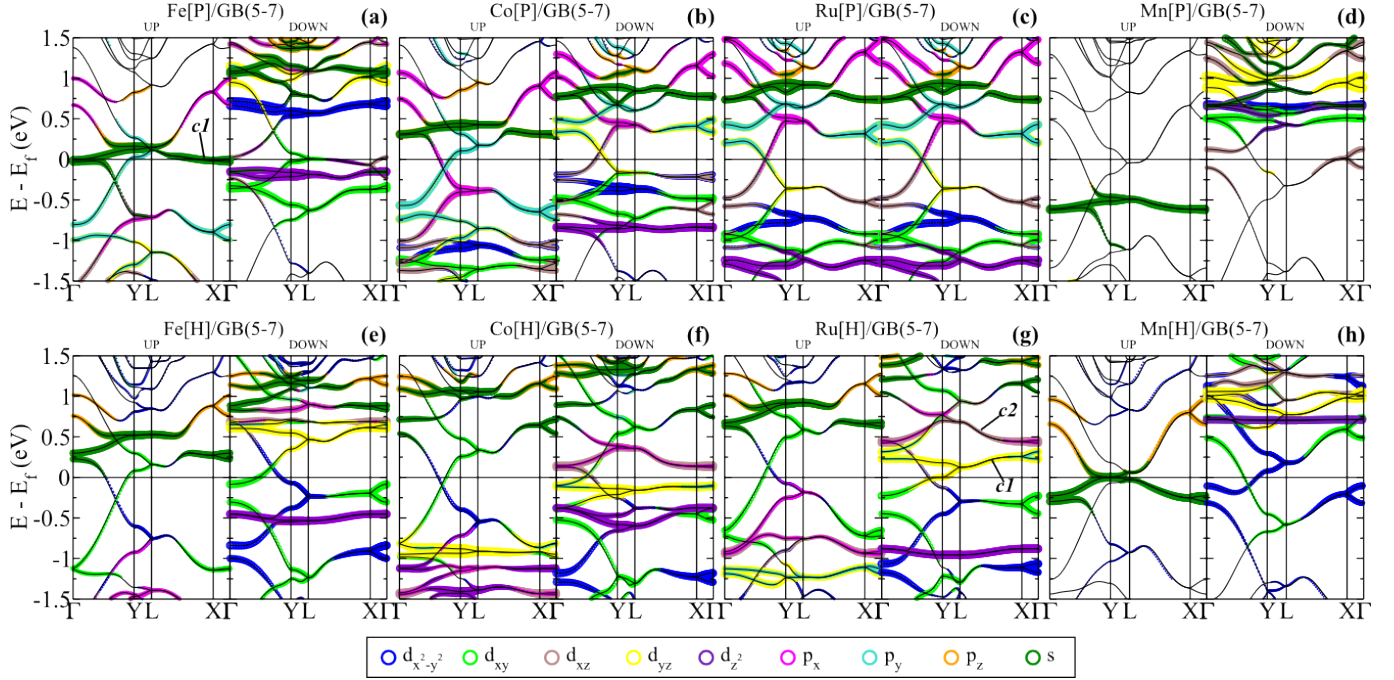 Fe[P]/GB(5-7) (a) Co[P]/GB(5-7) (b) Ru[P]/GB(5-7) (c) Mn[P]/GB(5-7) (d)
UP DOWN UP DOWN UP DOWN UP DOWN
1.5
1
0.5
0
-0.5
-1
-1.5
E - E_f (eV)
c1
Γ Y L X Γ Y L X Γ Y L X Γ Y L X Γ Y L X Γ Y L X Γ Y L X Γ Y L X Γ
Fe[H]/GB(5-7) (e) Co[H]/GB(5-7) (f) Ru[H]/GB(5-7) (g) Mn[H]/GB(5-7) (h)
UP DOWN UP DOWN UP DOWN UP DOWN
1.5
1
0.5
0
-0.5
-1
-1.5
E - E_f (eV)
c2
c1
Γ Y L X Γ Y L X Γ Y L X Γ Y L X Γ Y L X Γ Y L X Γ Y L X Γ Y L X Γ
d_x²-y² d_xy d_xz d_yz d_z² p_x p_y p_z s